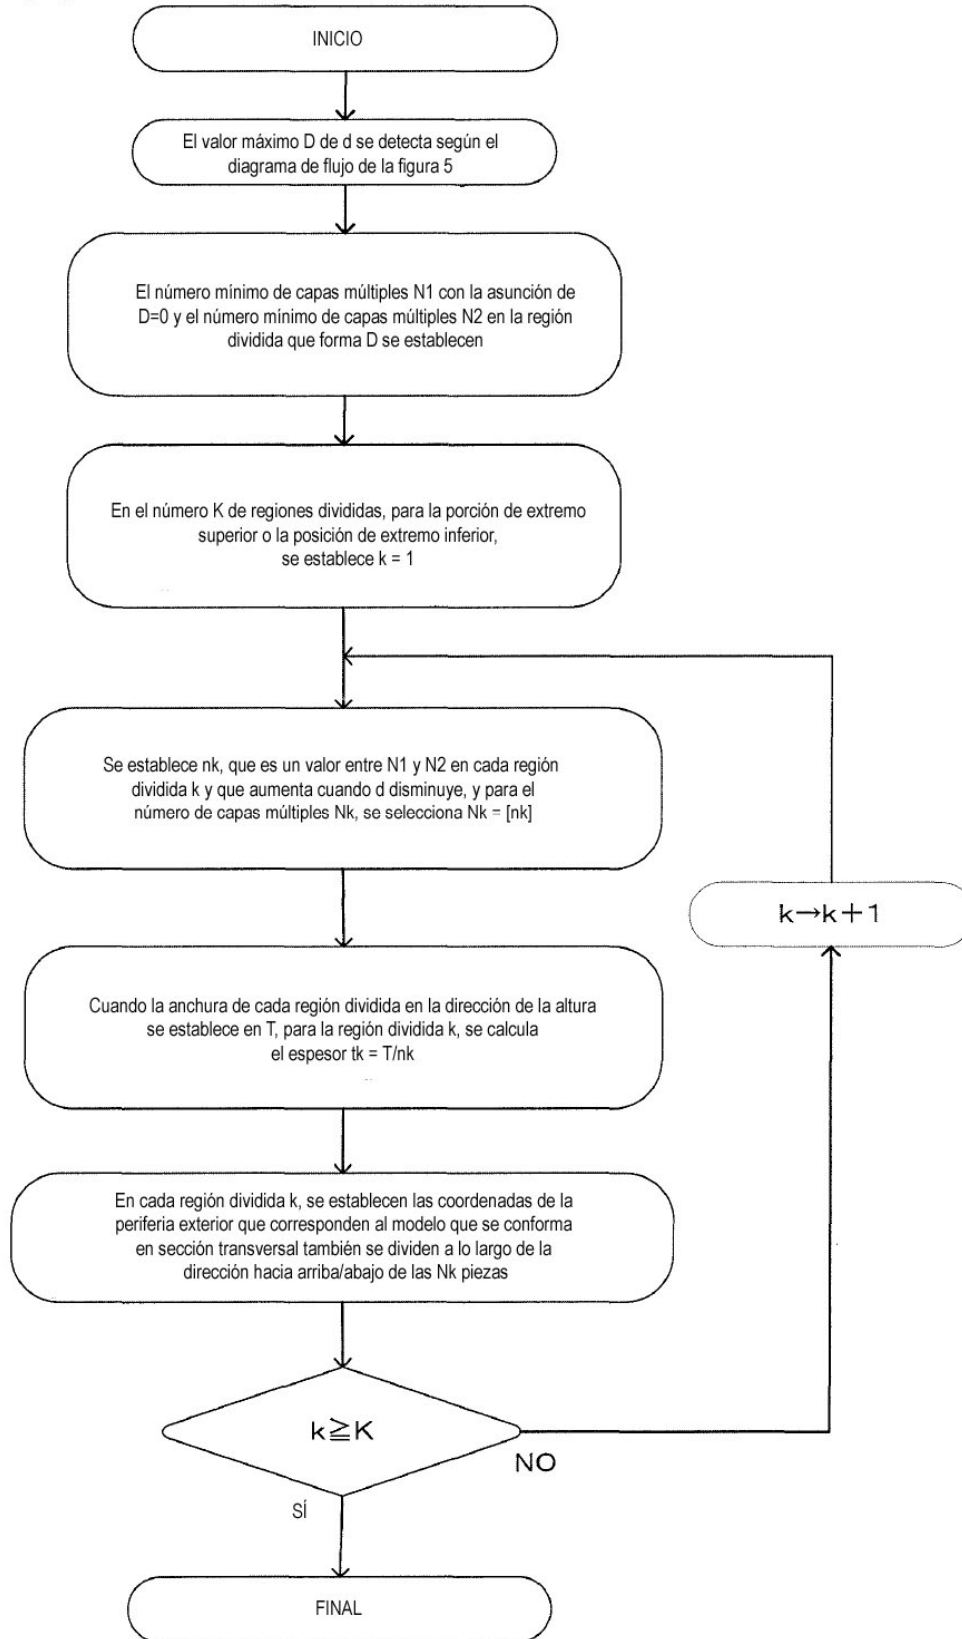 INICIO
El valor máximo D de d se detecta según el
diagrama de flujo de la figura 5
El número mínimo de capas múltiples N1 con la asunción de
D=0 y el número mínimo de capas múltiples N2 en la región
dividida que forma D se establecen
En el número K de regiones divididas, para la porción de extremo
superior o la posición de extremo inferior,
se establece k = 1
Se establece nk, que es un valor entre N1 y N2 en cada región
dividida k y que aumenta cuando d disminuye, y para el
número de capas múltiples Nk, se selecciona Nk = [nk]
k→k+1
Cuando la anchura de cada región dividida en la dirección de la altura
se establece en T, para la región dividida k, se calcula
el espesor tk = T/nk
En cada región dividida k, se establecen las coordenadas de la
periferia exterior que corresponden al modelo que se conforma
en sección transversal también se dividen a lo largo de la
dirección hacia arriba/abajo de las Nk piezas
k≧K
NO
SÍ
FINAL